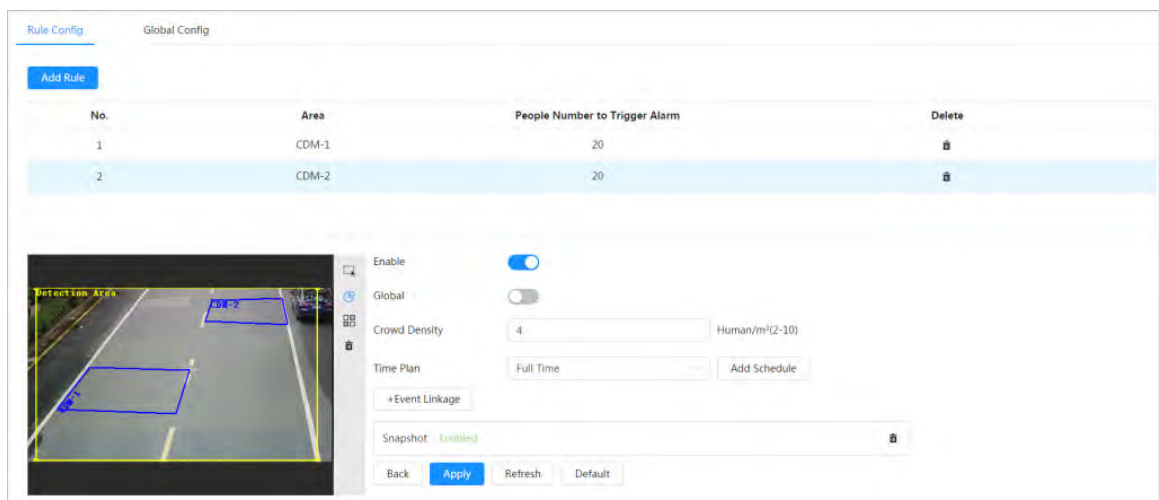 Rule Config Global Config
Add Rule
No. Area People Number to Trigger Alarm Delete
1 CDM-1 20
2 CDM-2 20
Detection Area
CDM-2
CDM-1
Enable
Global
Crowd Density 4 Human/m²(2-10)
Time Plan Full Time Add Schedule
+Event Linkage
Snapshot Enabled
Back Apply Refresh Default